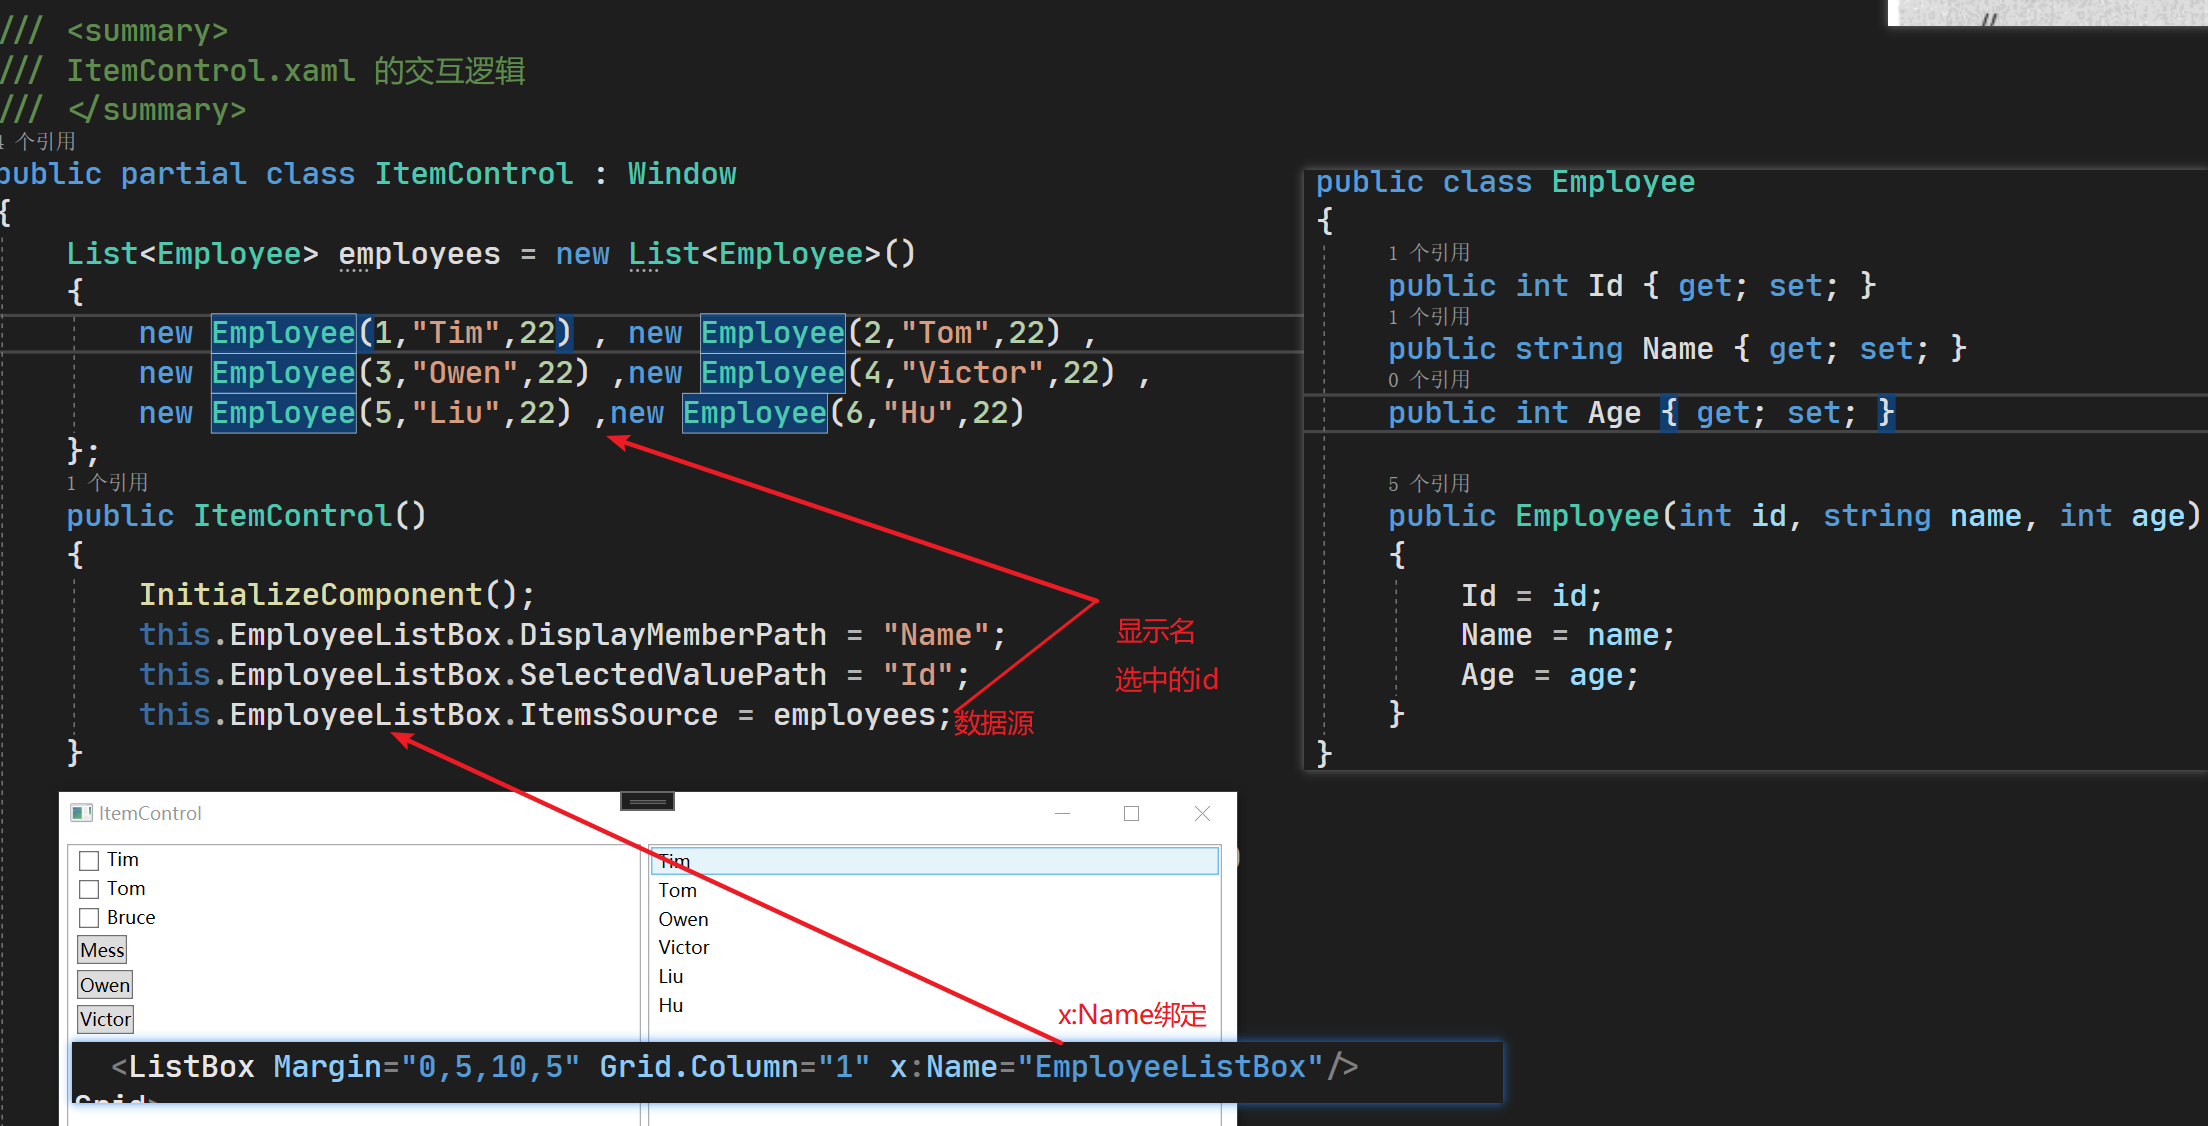 /// <summary>
/// ItemControl.xaml 的交互逻辑
/// </summary>
4 个引用
public partial class ItemControl : Window
{
List<Employee> employees = new List<Employee>()
{
new Employee(1,"Tim",22) , new Employee(2,"Tom",22) ,
new Employee(3,"Owen",22) ,new Employee(4,"Victor",22) ,
new Employee(5,"Liu",22) ,new Employee(6,"Hu",22)
};
1 个引用
public ItemControl()
{
InitializeComponent();
this.EmployeeListBox.DisplayMemberPath = "Name";
this.EmployeeListBox.SelectedValuePath = "Id";
this.EmployeeListBox.ItemsSource = employees;
}
显示名
选中的id
数据源
//
public class Employee
{
1 个引用
public int Id { get; set; }
1 个引用
public string Name { get; set; }
0 个引用
public int Age { get; set; }
5 个引用
public Employee(int id, string name, int age)
{
Id = id;
Name = name;
Age = age;
}
}
ItemControl
Tim
Tom
Bruce
Mess
Owen
Victor
Tim
Tom
Owen
Victor
Liu
Hu
x:Name绑定
<ListBox Margin="0,5,10,5" Grid.Column="1" x:Name="EmployeeListBox"/>
Grid>